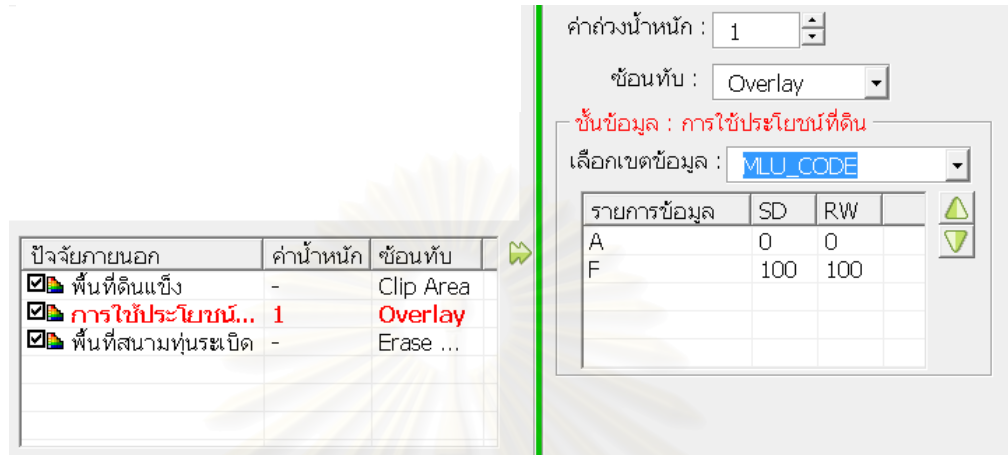 ค่าถ่วงน้ำหนัก : 1
ซ้อนทับ : Overlay
ชั้นข้อมูล : การใช้ประโยชน์ที่ดิน
เลือกเขตข้อมูล : MLU_CODE
รายการข้อมูล SD RW
A 0 0
F 100 100
ปัจจัยภายนอก ค่าน้ำหนัก ซ้อนทับ
พื้นที่ดินแข็ง - Clip Area
การใช้ประโยชน์... 1 Overlay
พื้นที่สนามทุ่นระเบิด - Erase ...